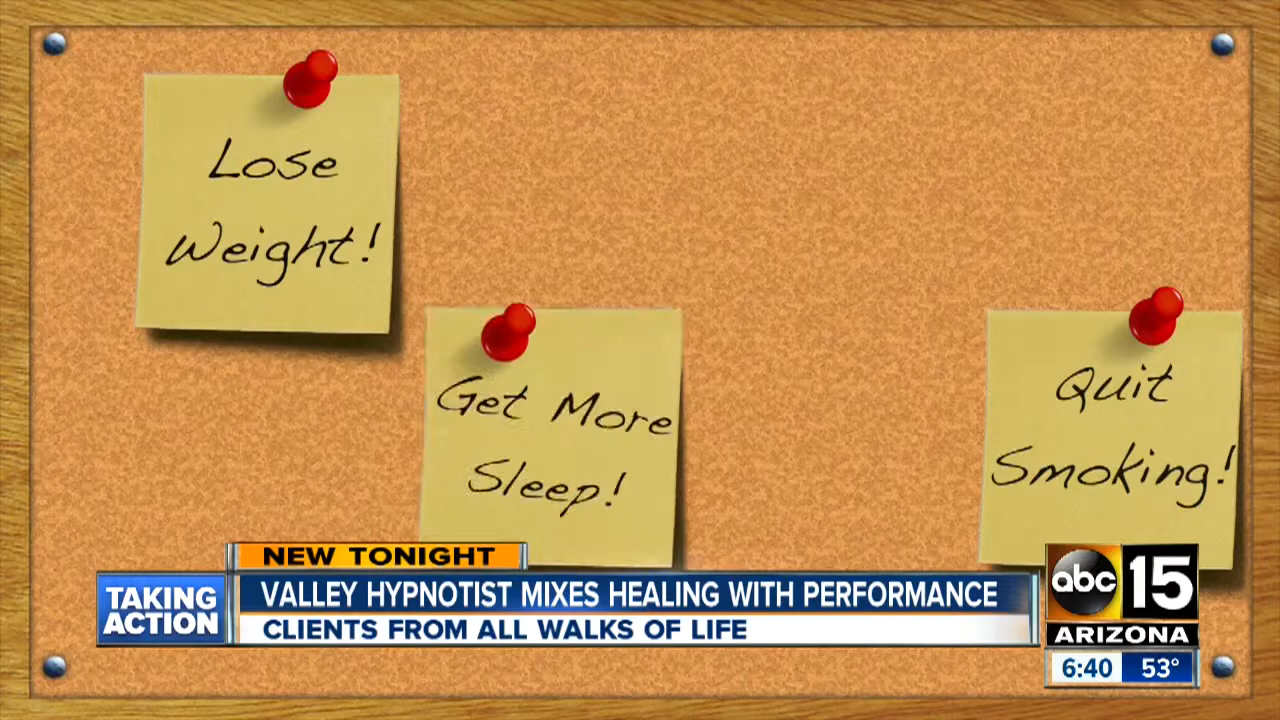 Lose
Weight!
Get More
Sleep!
Quit
Smoking!
NEW TONIGHT
TAKING
ACTION
VALLEY HYPNOTIST MIXES HEALING WITH PERFORMANCE
CLIENTS FROM ALL WALKS OF LIFE
abc 15
ARIZONA
6:40 53°